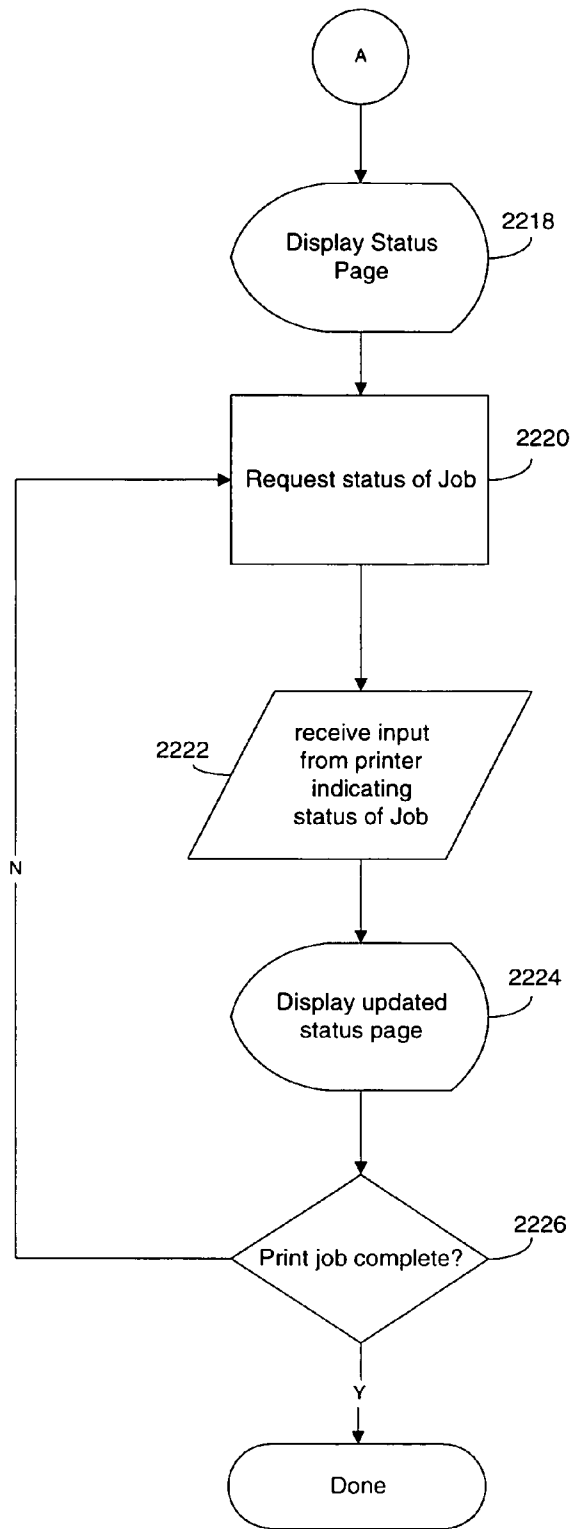 A
Display Status
Page
2218
Request status of Job
2220
receive input
from printer
indicating
status of Job
2222
Display updated
status page
2224
N
Print job complete?
2226
Y
Done